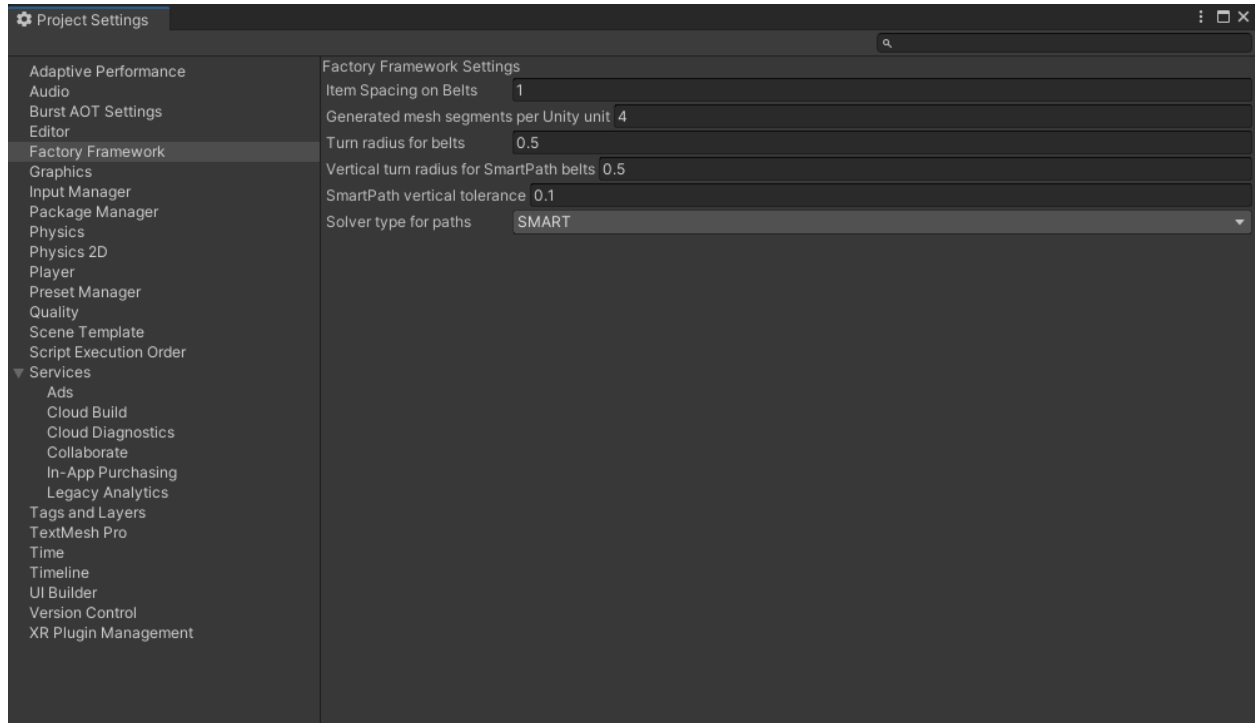 Project Settings
Adaptive Performance
Audio
Burst AOT Settings
Editor
Factory Framework
Graphics
Input Manager
Package Manager
Physics
Physics 2D
Player
Preset Manager
Quality
Scene Template
Script Execution Order
Services
Ads
Cloud Build
Cloud Diagnostics
Collaborate
In-App Purchasing
Legacy Analytics
Tags and Layers
TextMesh Pro
Time
Timeline
UI Builder
Version Control
XR Plugin Management
Factory Framework Settings
Item Spacing on Belts 1
Generated mesh segments per Unity unit 4
Turn radius for belts 0.5
Vertical turn radius for SmartPath belts 0.5
SmartPath vertical tolerance 0.1
Solver type for paths SMART